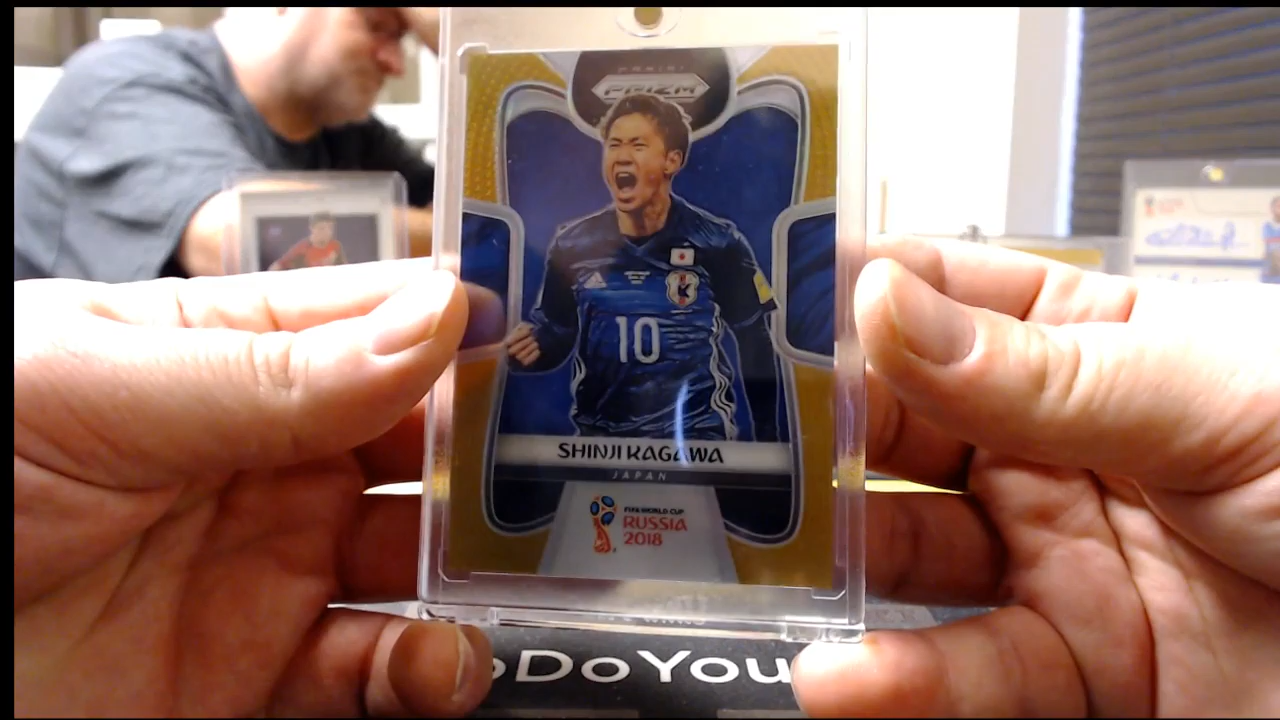 PANINI
PRIZM
10
SHINJI KAGAWA
JAPAN
FIFA WORLD CUP
RUSSIA
2018
DoYou